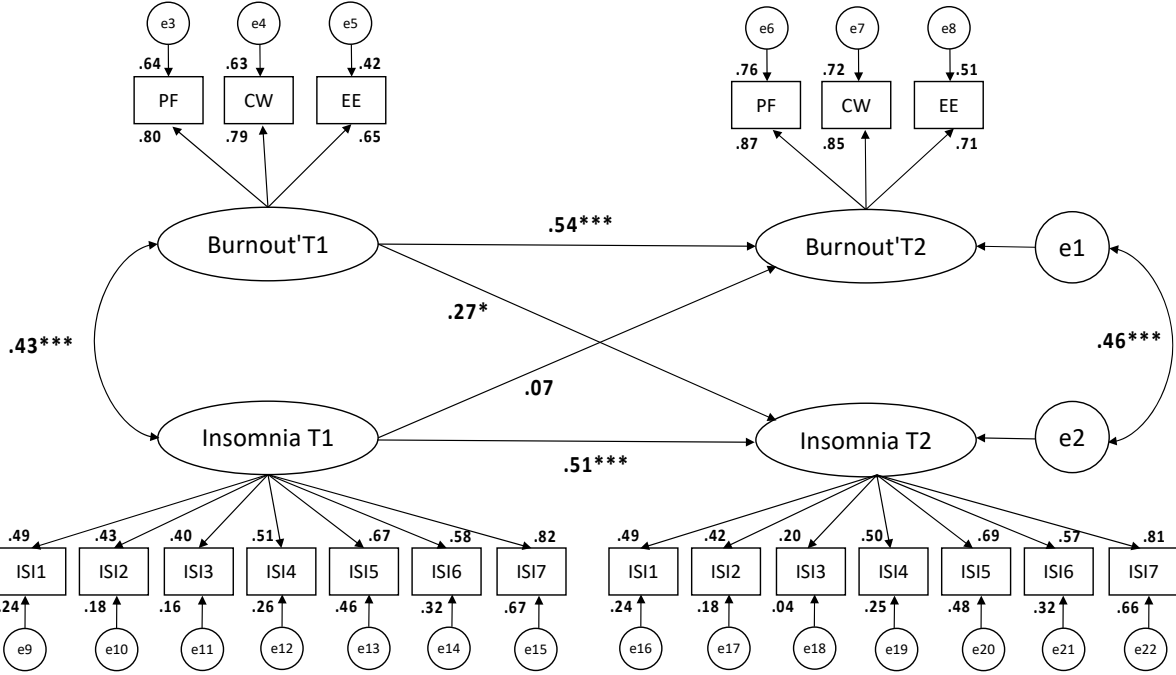 e3 e4 e5 e6 e7 e8
.64 .63 .42 .76 .72 .51
PF CW EE PF CW EE
.80 .79 .65 .87 .85 .71
.54***
Burnout'T1 Burnout'T2 e1
.27*
.43*** .46***
.07
Insomnia T1 Insomnia T2 e2
.51***
.49 .43 .40 .51 .67 .58 .82 .49 .42 .20 .50 .69 .57 .81
ISI1 ISI2 ISI3 ISI4 ISI5 ISI6 ISI7 ISI1 ISI2 ISI3 ISI4 ISI5 ISI6 ISI7
.24 .18 .16 .26 .46 .32 .67 .24 .18 .04 .25 .48 .32 .66
e9 e10 e11 e12 e13 e14 e15 e16 e17 e18 e19 e20 e21 e22